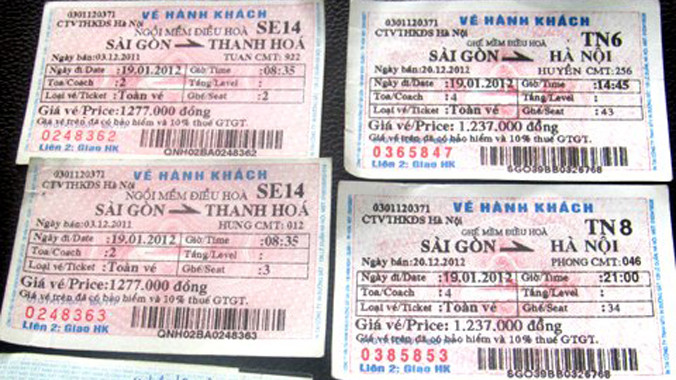 0301120371 VÉ HÀNH KHÁCH
CTVTHKĐS Hà Nội NGỒI MỀM ĐIỀU HOÀ SE14
SÀI GÒN THANH HOÁ
Ngày bán:03.12.2011 TUAN CMT: 922
Ngày đi/Date :19.01.2012 Giờ/Time :08:35
Toa/Coach :2 Tầng/Level :
Loại vé/Ticket :Toàn vé Ghế/Seat :2
Giá vé/Price:1277.000 đồng
Giá vé trên đã có bảo hiểm và 10% thuế GTGT.
0248362
Liên 2: Giao HK QNH02BA0248362
0301120371 VÉ HÀNH KHÁCH
CTVTHKĐS Hà Nội NGỒI MỀM ĐIỀU HOÀ SE14
SÀI GÒN THANH HOÁ
Ngày bán:03.12.2011 HUNG CMT: 012
Ngày đi/Date :19.01.2012 Giờ/Time :08:35
Toa/Coach :2 Tầng/Level :
Loại vé/Ticket :Toàn vé Ghế/Seat :3
Giá vé/Price:1277.000 đồng
Giá vé trên đã có bảo hiểm và 10% thuế GTGT.
0248363
Liên 2: Giao HK QNH02BA0248363
0301120371 VÉ HÀNH KHÁCH
CTVTHKĐS Hà Nội GHẾ MỀM ĐIỀU HOÀ TN6
SÀI GÒN HÀ NỘI
Ngày bán:20.12.2011 HUYỀN CMT:256
Ngày đi/Date :19.01.2012 Giờ/Time :14:45
Toa/Coach : 4 Tầng/Level :
Loại vé/Ticket :Toàn vé Ghế/Seat : 43
Giá vé/Price: 1.237.000 đồng
Giá vé trên đã có bảo hiểm và 10% thuế GTGT.
0365847
Liên 2: Giao HK SGO39BB0326768
0301120371 VÉ HÀNH KHÁCH
CTVTHKĐS Hà Nội GHẾ MỀM ĐIỀU HOÀ TN 8
SÀI GÒN HÀ NỘI
Ngày bán:20.12.2011 PHONG CMT: 046
Ngày đi/Date :19.01.2012 Giờ/Time :21:00
Toa/Coach : 4 Tầng/Level :
Loại vé/Ticket :Toàn vé Ghế/Seat : 34
Giá vé/Price: 1.237.000 đồng
Giá vé trên đã có bảo hiểm và 10% thuế GTGT.
0385853
Liên 2: Giao HK SGO39BB0326768